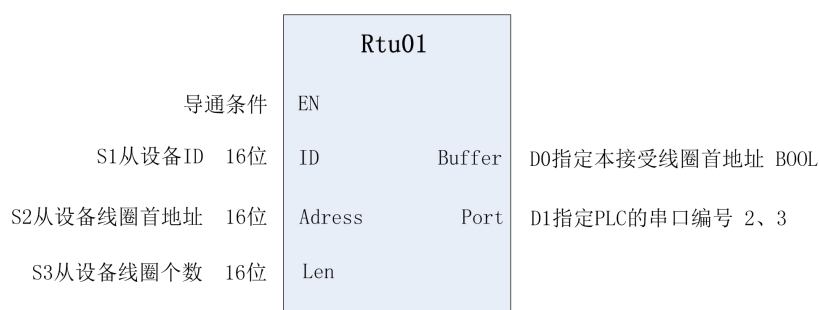 Rtu01
导通条件 EN
S1从设备ID 16位 ID Buffer D0指定本接受线圈首地址 BOOL
S2从设备线圈首地址 16位 Adress Port D1指定PLC的串口编号 2、3
S3从设备线圈个数 16位 Len